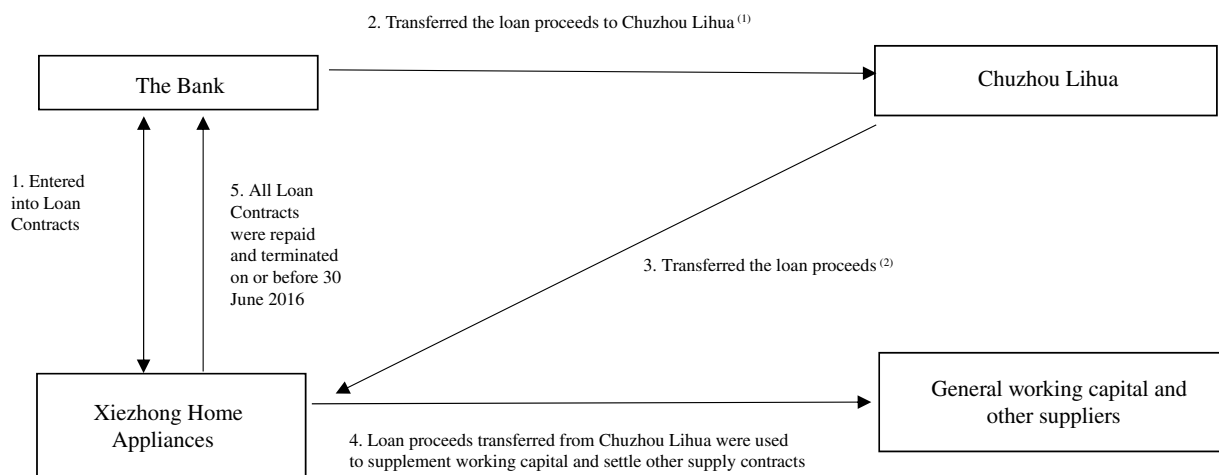 2. Transferred the loan proceeds to Chuzhou Lihua (1)
The Bank
Chuzhou Lihua
1. Entered
into Loan
Contracts
5. All Loan
Contracts
were repaid
and terminated
on or before 30
June 2016
3. Transferred the loan proceeds (2)
Xiezhong Home
Appliances
General working capital and
other suppliers
4. Loan proceeds transferred from Chuzhou Lihua were used
to supplement working capital and settle other supply contracts